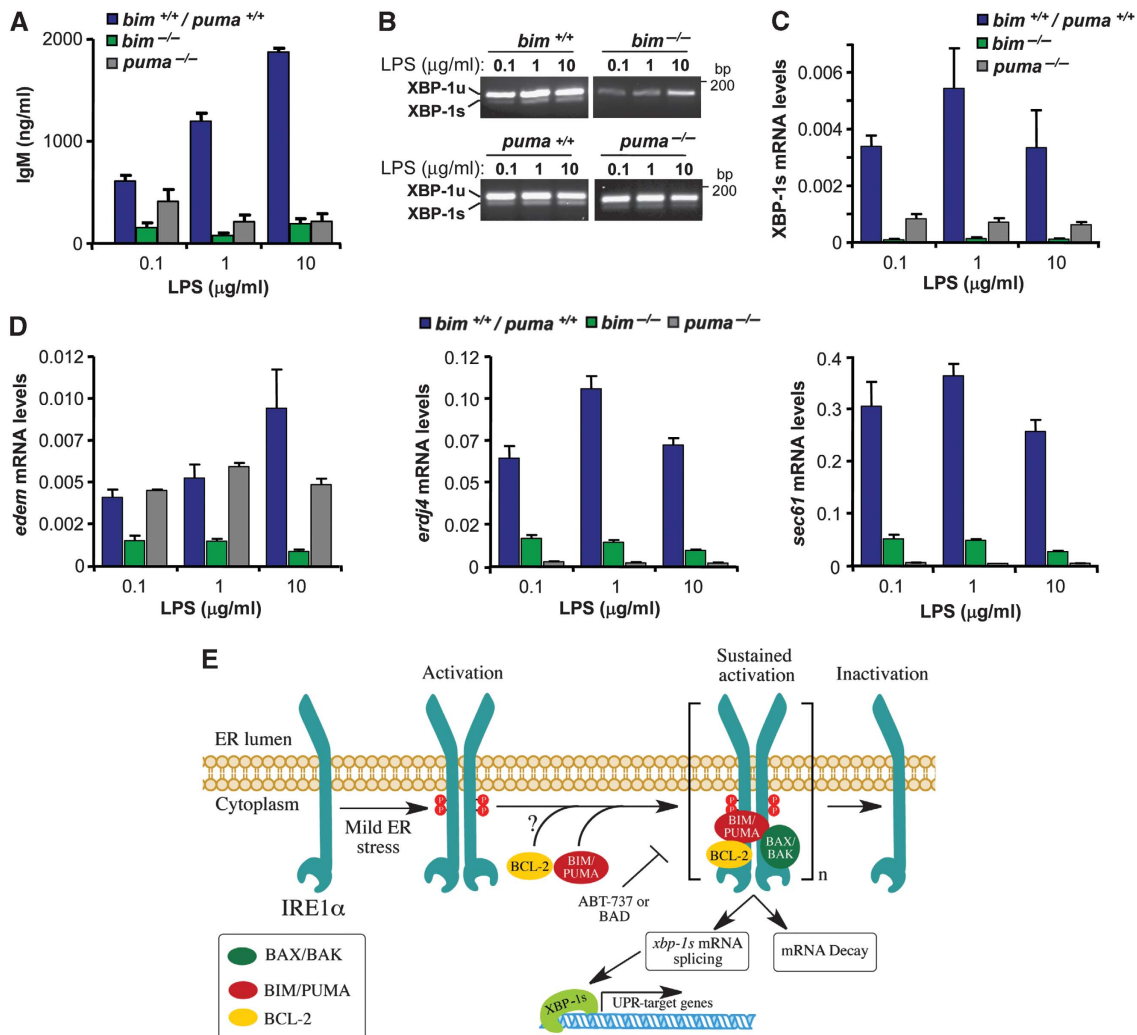 A
bim +/+ / puma +/+
bim −/−
puma −/−
2000
1000
0
IgM (ng/ml)
0.1 1 10
LPS (μg/ml)
B
bim +/+ bim −/−
LPS (μg/ml): 0.1 1 10 0.1 1 10 bp
200
XBP-1u
XBP-1s
puma +/+ puma −/−
LPS (μg/ml): 0.1 1 10 0.1 1 10 bp
200
XBP-1u
XBP-1s
C
bim +/+ / puma +/+
bim −/−
puma −/−
0.006
0.004
0.002
0
XBP-1s mRNA levels
0.1 1 10
LPS (μg/ml)
D
bim +/+ / puma +/+ bim −/− puma −/−
0.012
0.010
0.007
0.005
0.002
0
edem mRNA levels
0.1 1 10
LPS (μg/ml)
0.12
0.10
0.07
0.05
0.02
0
erdj4 mRNA levels
0.1 1 10
LPS (μg/ml)
0.4
0.3
0.2
0.1
0
sec61 mRNA levels
0.1 1 10
LPS (μg/ml)
E
Activation
Sustained
activation
Inactivation
ER lumen
Cytoplasm
Mild ER
stress
P P
P P
?
BCL-2
BIM/
PUMA
ABT-737 or
BAD
P P
P P
BIM/
PUMA
BCL-2
BAX/
BAK
n
IRE1α
xbp-1s mRNA
splicing
mRNA Decay
BAX/BAK
BIM/PUMA
BCL-2
XBP-1s
UPR-target genes